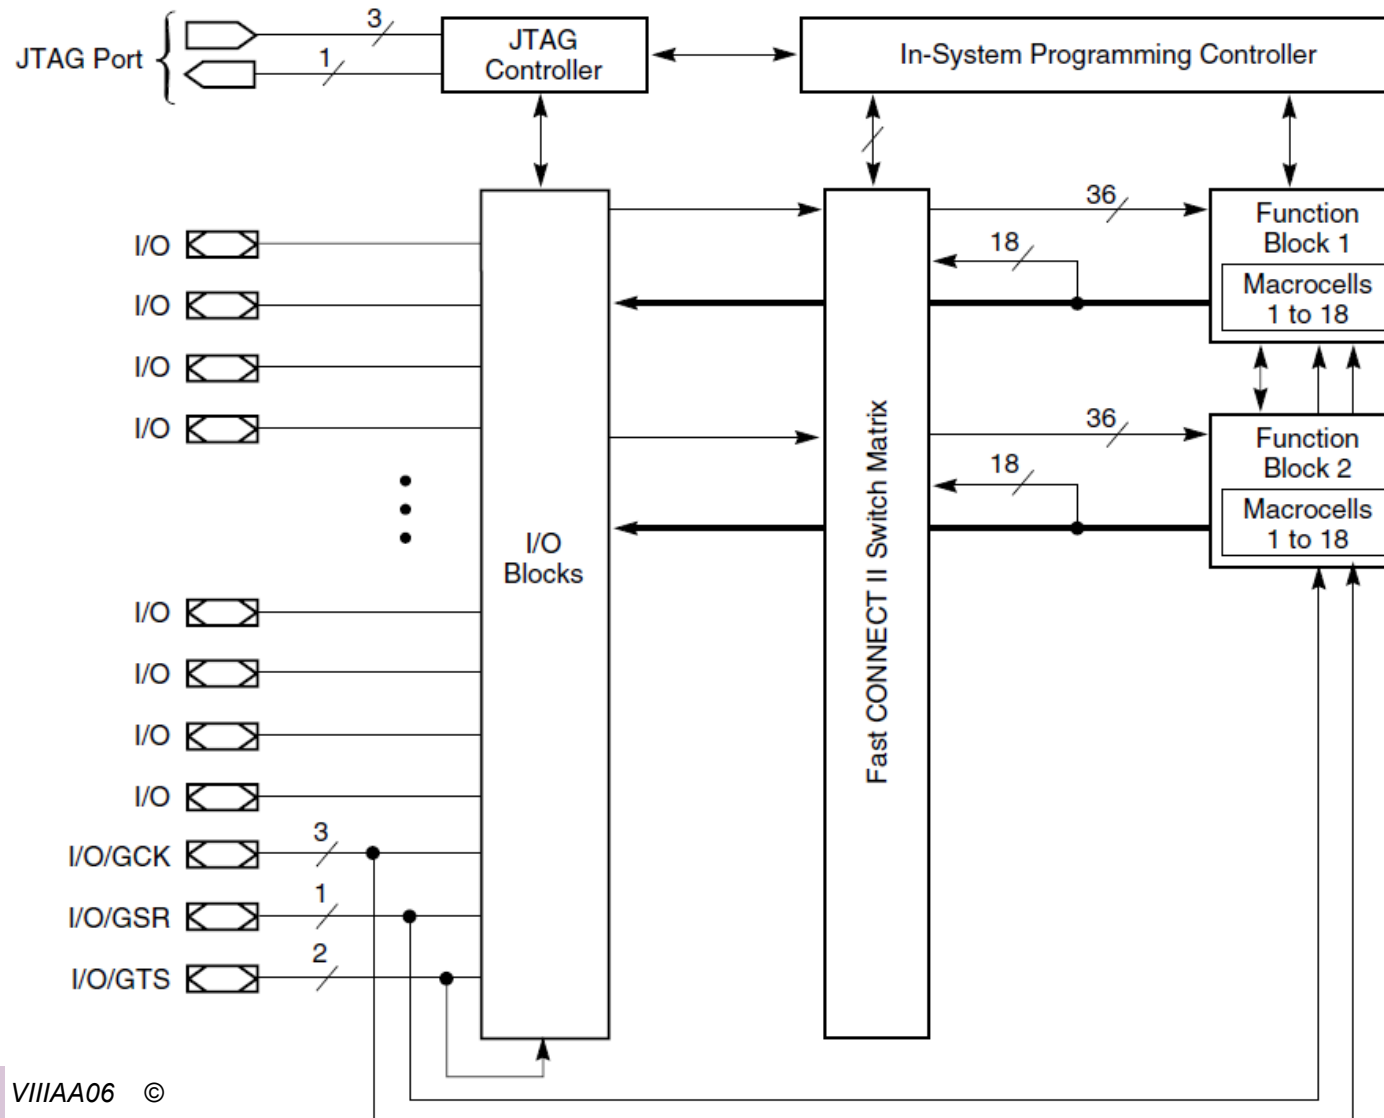 3
JTAG Port
1
JTAG
Controller
In-System Programming Controller
I/O
I/O
I/O
I/O
I/O
I/O
I/O
I/O
I/O/GCK
3
I/O/GSR
1
I/O/GTS
2
I/O
Blocks
Fast CONNECT II Switch Matrix
36
18
Function
Block 1
Macrocells
1 to 18
36
18
Function
Block 2
Macrocells
1 to 18
VIIIAA06 ©